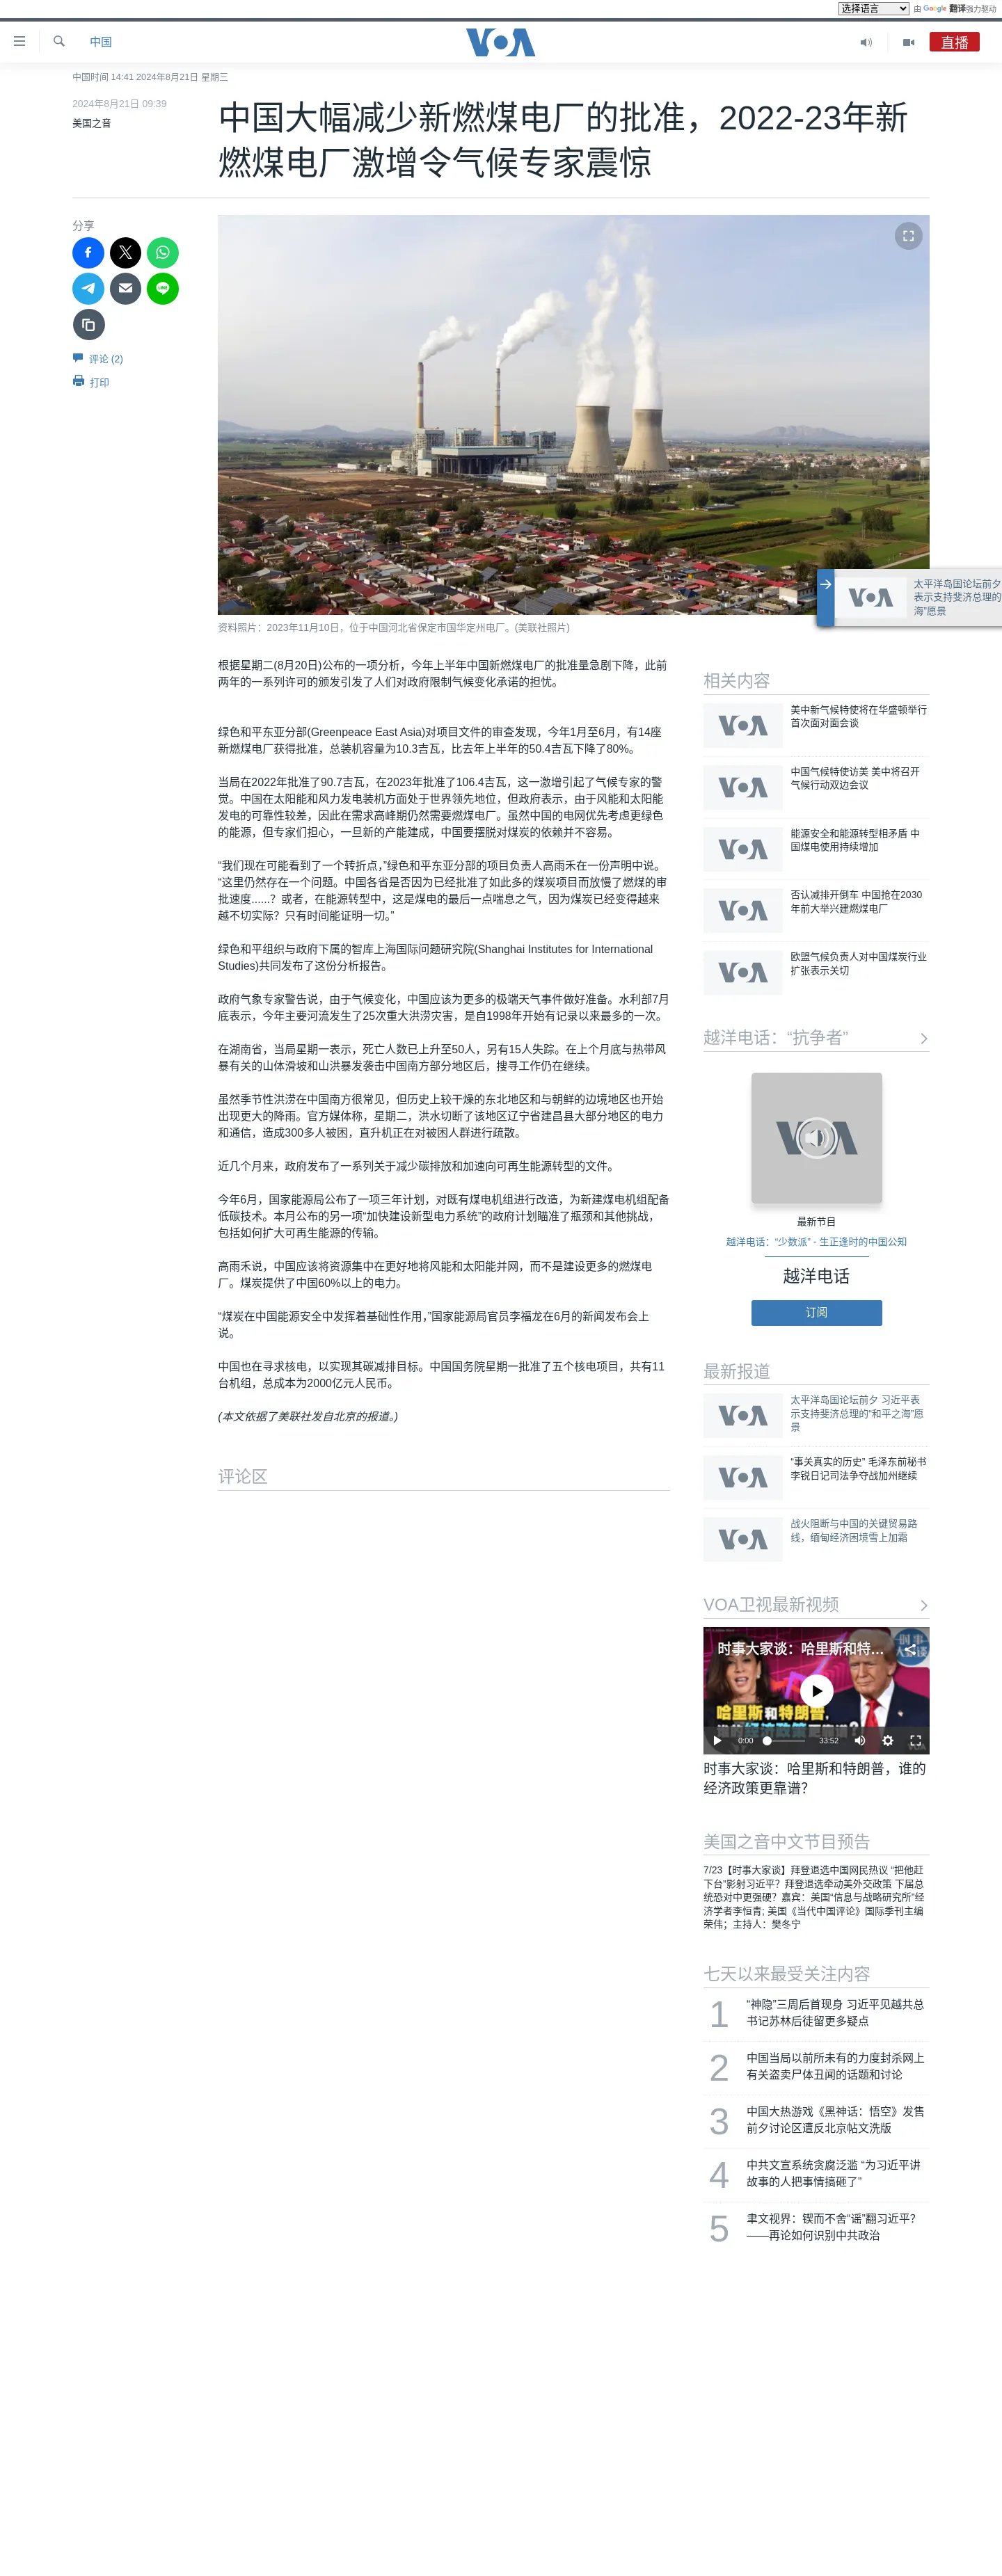 选择语言 由 Google 翻译强力驱动
中国
VOA
直播
中国时间 14:41 2024年8月21日 星期三
2024年8月21日 09:39
美国之音
中国大幅减少新燃煤电厂的批准，2022-23年新
燃煤电厂激增令气候专家震惊
分享
评论 (2)
打印
资料照片：2023年11月10日，位于中国河北省保定市国华定州电厂。(美联社照片)
VOA
太平洋岛国论坛前夕
表示支持斐济总理的
海”愿景
根据星期二(8月20日)公布的一项分析，今年上半年中国新燃煤电厂的批准量急剧下降，此前
两年的一系列许可的颁发引发了人们对政府限制气候变化承诺的担忧。
绿色和平东亚分部(Greenpeace East Asia)对项目文件的审查发现，今年1月至6月，有14座
新燃煤电厂获得批准，总装机容量为10.3吉瓦，比去年上半年的50.4吉瓦下降了80%。
当局在2022年批准了90.7吉瓦，在2023年批准了106.4吉瓦，这一激增引起了气候专家的警
觉。中国在太阳能和风力发电装机方面处于世界领先地位，但政府表示，由于风能和太阳能
发电的可靠性较差，因此在需求高峰期仍然需要燃煤电厂。虽然中国的电网优先考虑更绿色
的能源，但专家们担心，一旦新的产能建成，中国要摆脱对煤炭的依赖并不容易。
“我们现在可能看到了一个转折点，”绿色和平东亚分部的项目负责人高雨禾在一份声明中说。
“这里仍然存在一个问题。中国各省是否因为已经批准了如此多的煤炭项目而放慢了燃煤的审
批速度......？或者，在能源转型中，这是煤电的最后一点喘息之气，因为煤炭已经变得越来
越不切实际？只有时间能证明一切。”
绿色和平组织与政府下属的智库上海国际问题研究院(Shanghai Institutes for International
Studies)共同发布了这份分析报告。
政府气象专家警告说，由于气候变化，中国应该为更多的极端天气事件做好准备。水利部7月
底表示，今年主要河流发生了25次重大洪涝灾害，是自1998年开始有记录以来最多的一次。
在湖南省，当局星期一表示，死亡人数已上升至50人，另有15人失踪。在上个月底与热带风
暴有关的山体滑坡和山洪暴发袭击中国南方部分地区后，搜寻工作仍在继续。
虽然季节性洪涝在中国南方很常见，但历史上较干燥的东北地区和与朝鲜的边境地区也开始
出现更大的降雨。官方媒体称，星期二，洪水切断了该地区辽宁省建昌县大部分地区的电力
和通信，造成300多人被困，直升机正在对被困人群进行疏散。
近几个月来，政府发布了一系列关于减少碳排放和加速向可再生能源转型的文件。
今年6月，国家能源局公布了一项三年计划，对既有煤电机组进行改造，为新建煤电机组配备
低碳技术。本月公布的另一项“加快建设新型电力系统”的政府计划瞄准了瓶颈和其他挑战，
包括如何扩大可再生能源的传输。
高雨禾说，中国应该将资源集中在更好地将风能和太阳能并网，而不是建设更多的燃煤电
厂。煤炭提供了中国60%以上的电力。
“煤炭在中国能源安全中发挥着基础性作用，”国家能源局官员李福龙在6月的新闻发布会上
说。
中国也在寻求核电，以实现其碳减排目标。中国国务院星期一批准了五个核电项目，共有11
台机组，总成本为2000亿元人民币。
(本文依据了美联社发自北京的报道。)
评论区
相关内容
VOA
美中新气候特使将在华盛顿举行
首次面对面会谈
VOA
中国气候特使访美 美中将召开
气候行动双边会议
VOA
能源安全和能源转型相矛盾 中
国煤电使用持续增加
VOA
否认减排开倒车 中国抢在2030
年前大举兴建燃煤电厂
VOA
欧盟气候负责人对中国煤炭行业
扩张表示关切
越洋电话：“抗争者”
VOA
最新节目
越洋电话：“少数派” - 生正逢时的中国公知
越洋电话
订阅
最新报道
VOA
太平洋岛国论坛前夕 习近平表
示支持斐济总理的“和平之海”愿
景
VOA
“事关真实的历史” 毛泽东前秘书
李锐日记司法争夺战加州继续
VOA
战火阻断与中国的关键贸易路
线，缅甸经济困境雪上加霜
VOA卫视最新视频
时事大家谈：哈里斯和特...
哈里斯和特朗普,
谁的经济政策更靠谱?
0:00
33:52
时事大家谈：哈里斯和特朗普，谁的
经济政策更靠谱？
美国之音中文节目预告
7/23【时事大家谈】拜登退选中国网民热议 “把他赶
下台”影射习近平？拜登退选牵动美外交政策 下届总
统恐对中更强硬？嘉宾：美国“信息与战略研究所”经
济学者李恒青; 美国《当代中国评论》国际季刊主编
荣伟；主持人：樊冬宁
七天以来最受关注内容
1
“神隐”三周后首现身 习近平见越共总
书记苏林后徒留更多疑点
2
中国当局以前所未有的力度封杀网上
有关盗卖尸体丑闻的话题和讨论
3
中国大热游戏《黑神话：悟空》发售
前夕讨论区遭反北京帖文洗版
4
中共文宣系统贪腐泛滥 “为习近平讲
故事的人把事情搞砸了”
5
聿文视界：锲而不舍“谣”翻习近平？
——再论如何识别中共政治